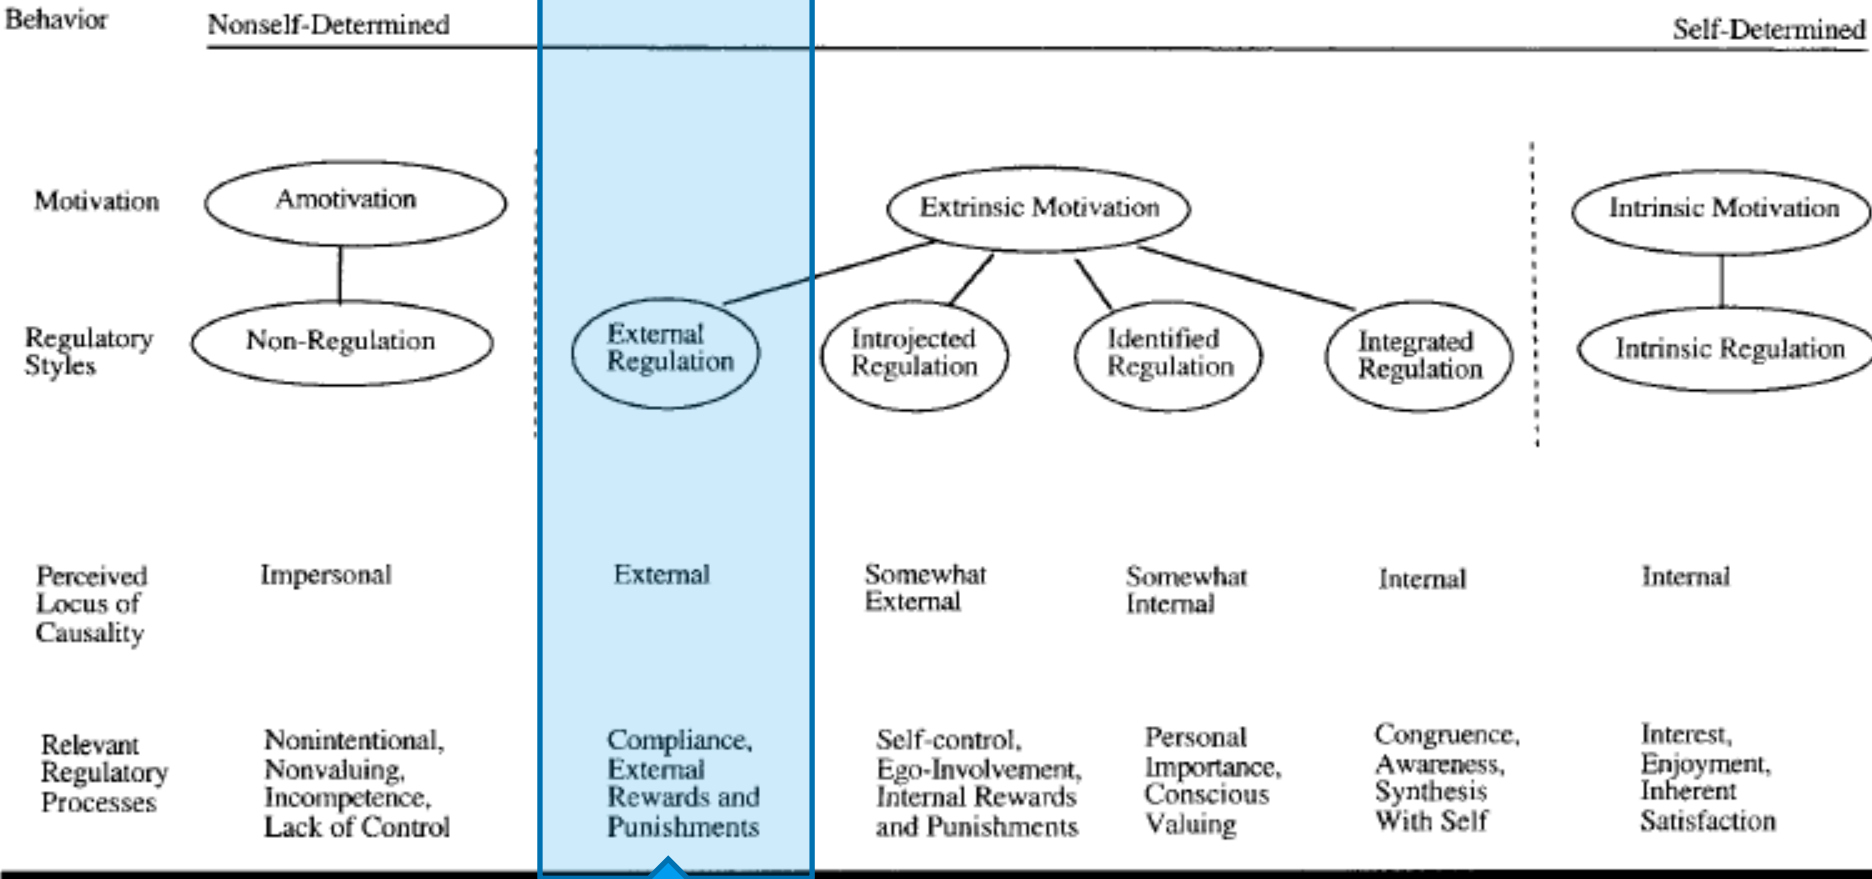 Behavior
Nonself-Determined
Self-Determined
Motivation
Amotivation
Extrinsic Motivation
Intrinsic Motivation
Regulatory
Styles
Non-Regulation
External
Regulation
Introjected
Regulation
Identified
Regulation
Integrated
Regulation
Intrinsic Regulation
Perceived
Locus of
Causality
Impersonal
External
Somewhat
External
Somewhat
Internal
Internal
Internal
Relevant
Regulatory
Processes
Nonintentional,
Nonvaluing,
Incompetence,
Lack of Control
Compliance,
External
Rewards and
Punishments
Self-control,
Ego-Involvement,
Internal Rewards
and Punishments
Personal
Importance,
Conscious
Valuing
Congruence,
Awareness,
Synthesis
With Self
Interest,
Enjoyment,
Inherent
Satisfaction